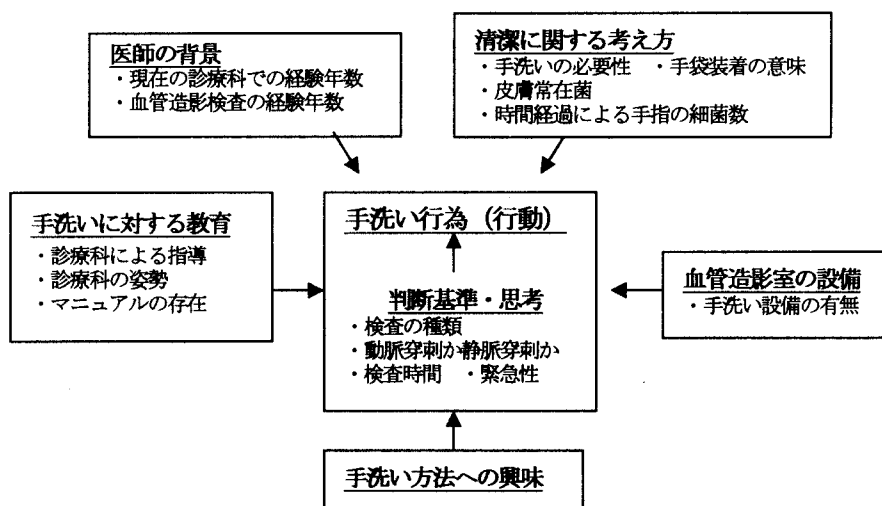 医師の背景
・現在の診療科での経験年数
・血管造影検査の経験年数
清潔に関する考え方
・手洗いの必要性 ・手袋装着の意味
・皮膚常在菌
・時間経過による手指の細菌数
手洗いに対する教育
・診療科による指導
・診療科の姿勢
・マニュアルの存在
手洗い行為（行動）
判断基準・思考
・検査の種類
・動脈穿刺か静脈穿刺か
・検査時間 ・緊急性
血管造影室の設備
・手洗い設備の有無
手洗い方法への興味